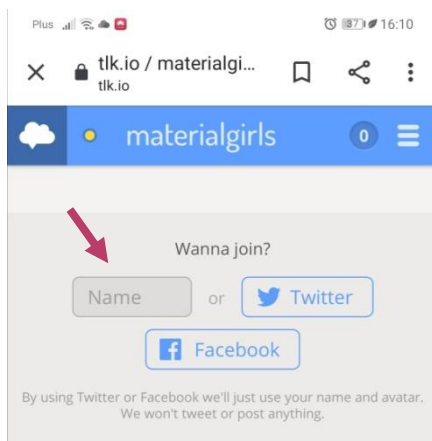 Plus 37 16:10
tlk.io / materialgi...
tlk.io
materialgirls 0
Wanna join?
Name or Twitter
Facebook
By using Twitter or Facebook we'll just use your name and avatar.
We won't tweet or post anything.